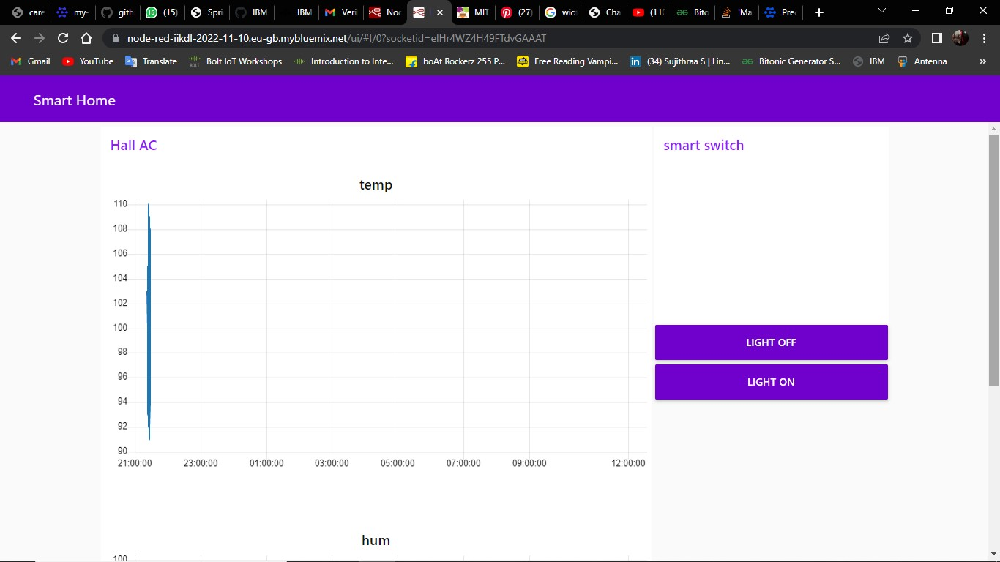 care my- gith (15) Spri IBM IBM Veri Noc MIT (27) wio Cha (11( Bitc 'Ma Prec
node-red-iikdl-2022-11-10.eu-gb.mybluemix.net/ui/#!/0?socketid=elHr4WZ4H49FTdvGAAAT
Gmail YouTube Translate Bolt IoT Workshops Introduction to Inte... boAt Rockerz 255 P... Free Reading Vampi... (34) Sujithraa S | Lin... Bitonic Generator S... IBM Antenna »
Smart Home
Hall AC
temp
110
108
106
104
102
100
98
96
94
92
90
21:00:00 23:00:00 01:00:00 03:00:00 05:00:00 07:00:00 09:00:00 12:00:00
hum
100
smart switch
LIGHT OFF
LIGHT ON